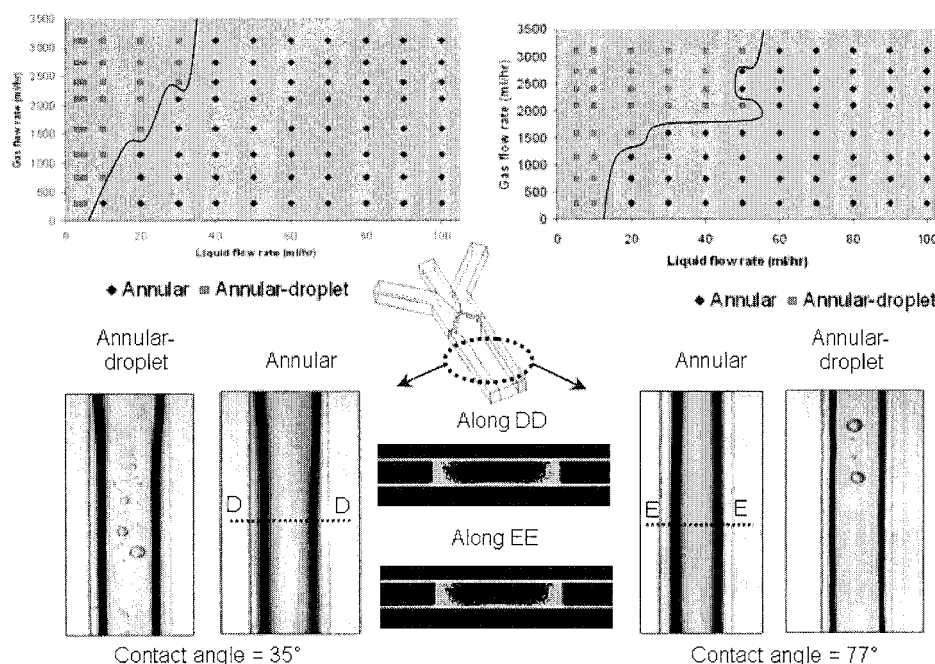 3500
3000
2500
2000
1500
1000
500
0
Gas flow rate (ml/hr)
0 20 40 60 80 100
Liquid flow rate (ml/hr)
◆ Annular ■ Annular-droplet
3500
3000
2500
2000
1500
1000
500
0
Gas flow rate (ml/hr)
0 20 40 60 80 100
Liquid flow rate (ml/hr)
◆ Annular ■ Annular-droplet
Annular-
droplet
Annular
D D
Contact angle = 35°
Along DD
Along EE
Annular
Annular-
droplet
E E
Contact angle = 77°